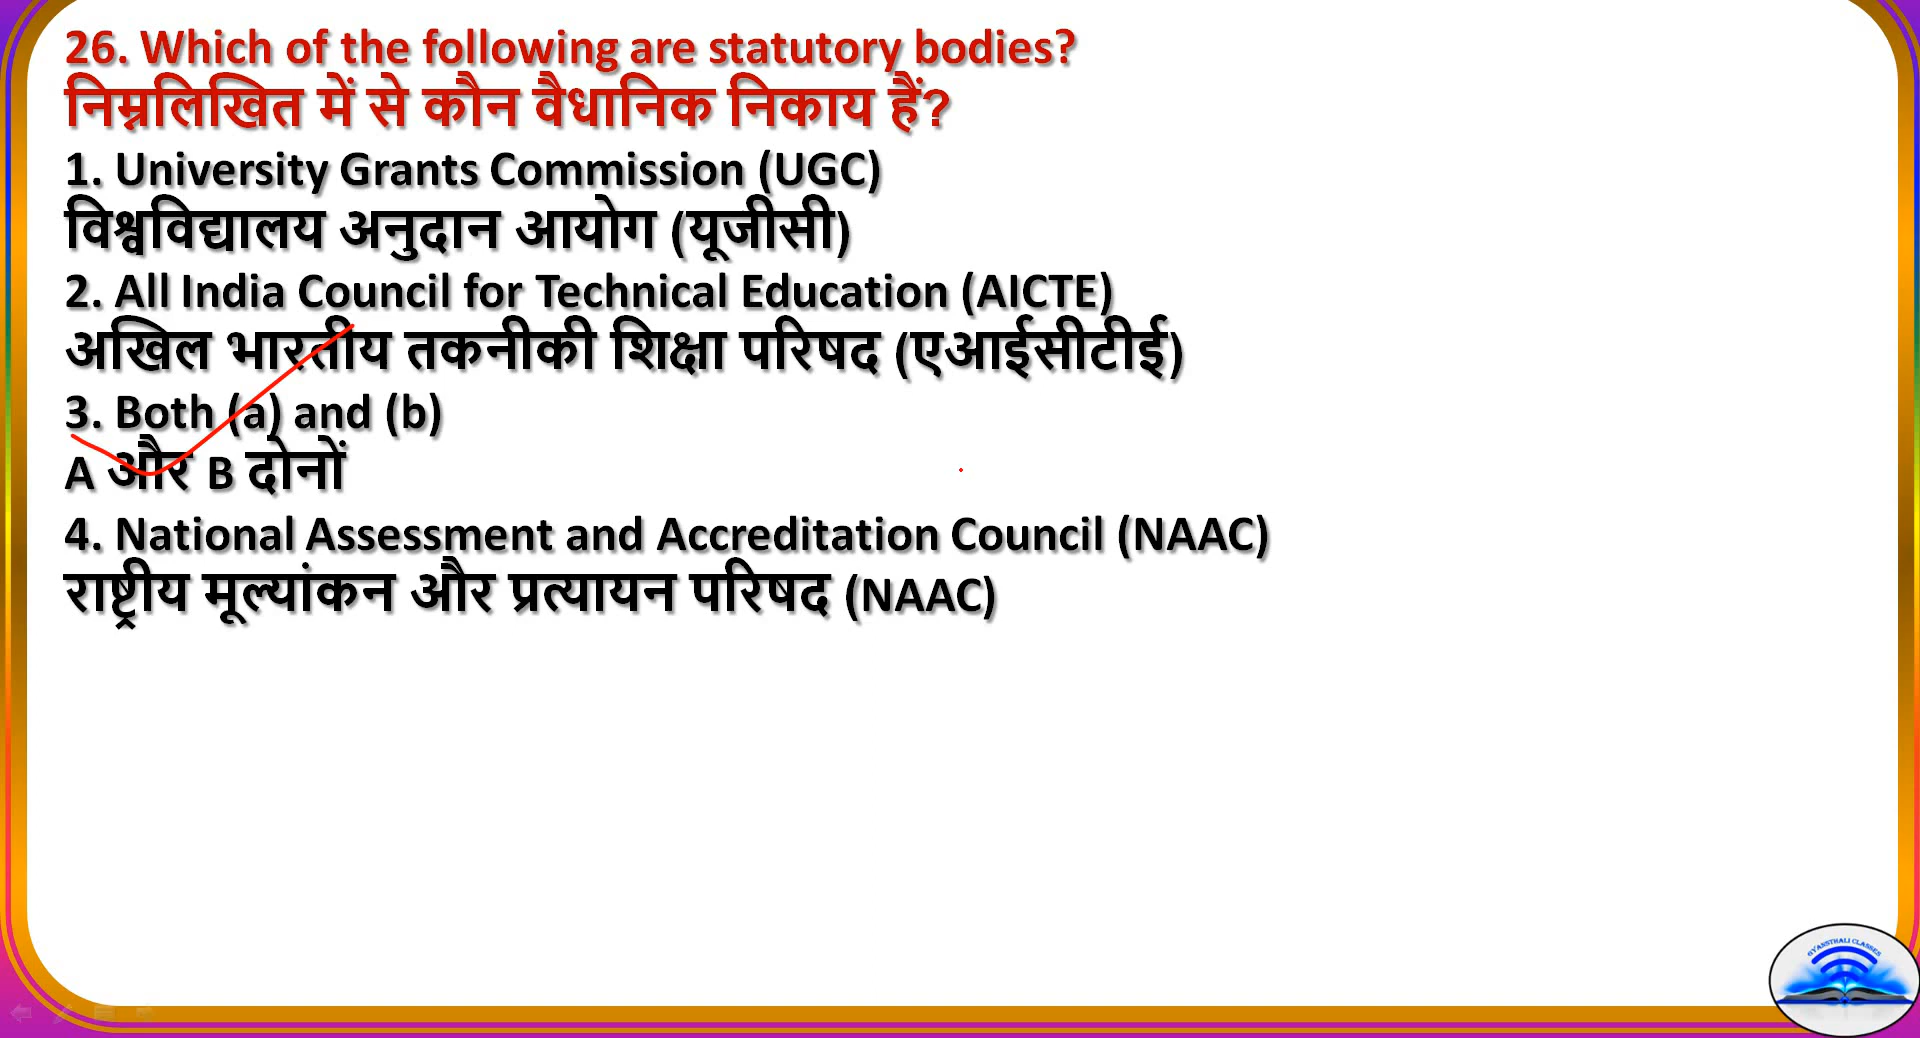 26. Which of the following are statutory bodies?
निम्नलिखित में से कौन वैधानिक निकाय हैं?
1. University Grants Commission (UGC)
विश्वविद्यालय अनुदान आयोग (यूजीसी)
2. All India Council for Technical Education (AICTE)
अखिल भारतीय तकनीकी शिक्षा परिषद (एआईसीटीई)
3. Both (a) and (b)
A और B दोनों
4. National Assessment and Accreditation Council (NAAC)
राष्ट्रीय मूल्यांकन और प्रत्यायन परिषद (NAAC)
GYANSTHALI CLASSES